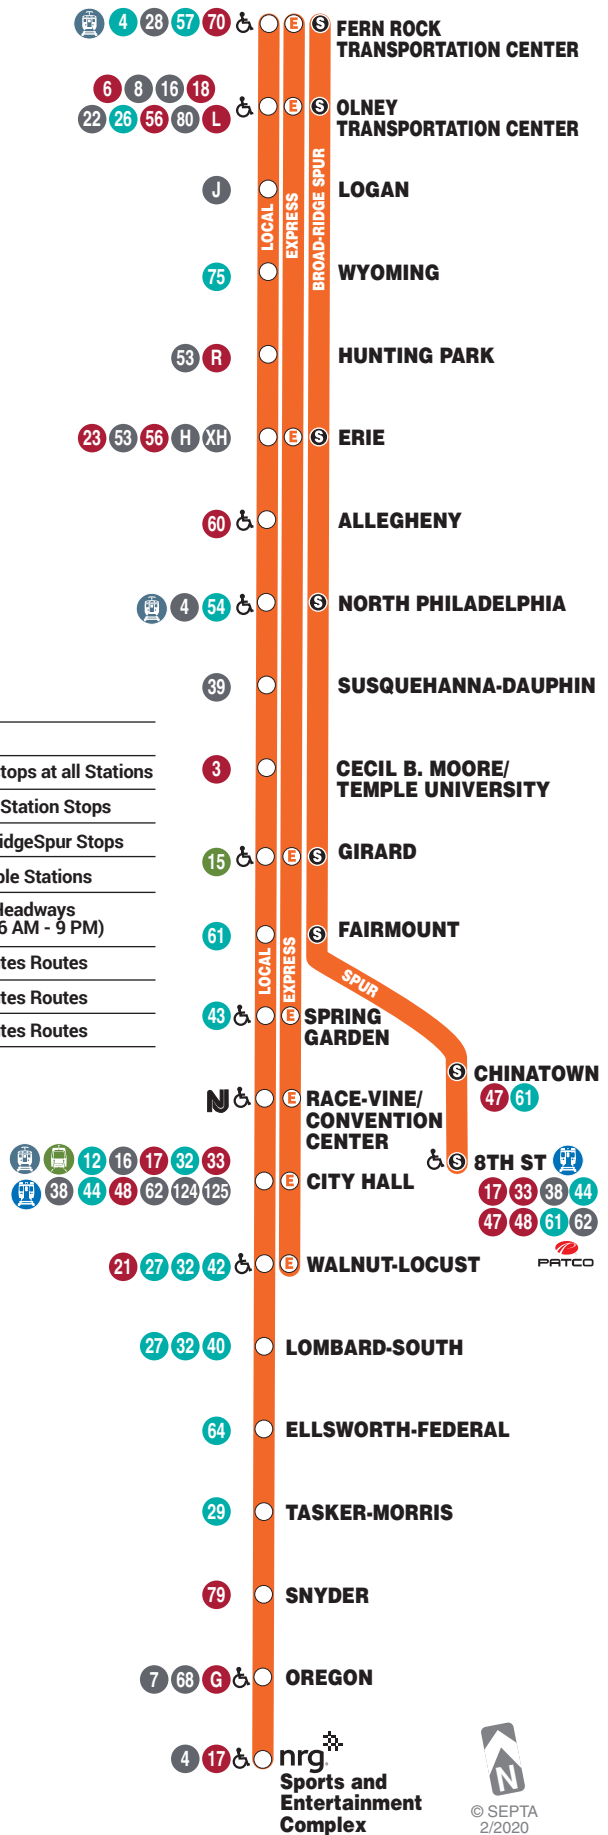 4 28 57 70 E S FERN ROCK
TRANSPORTATION CENTER
6 8 16 18
22 26 56 80 L E S OLNEY
TRANSPORTATION CENTER
J LOGAN
LOCAL
EXPRESS
BROAD-RIDGE SPUR
75 WYOMING
53 R HUNTING PARK
23 53 56 H XH E S ERIE
60 ALLEGHENY
4 54 S NORTH PHILADELPHIA
39 SUSQUEHANNA-DAUPHIN
tops at all Stations
Station Stops
idgeSpur Stops
ble Stations
Headways
6 AM - 9 PM)
tes Routes
tes Routes
tes Routes
3 CECIL B. MOORE/
TEMPLE UNIVERSITY
15 E S GIRARD
61 S FAIRMOUNT
LOCAL
EXPRESS
SPUR
43 E SPRING
GARDEN
S CHINATOWN
47 61
N E RACE-VINE/
CONVENTION
CENTER
S 8TH ST
17 33 38 44
47 48 61 62
PATCO
12 16 17 32 33
38 44 48 62 124 125
E CITY HALL
21 27 32 42 E WALNUT-LOCUST
27 32 40 LOMBARD-SOUTH
64 ELLSWORTH-FEDERAL
29 TASKER-MORRIS
79 SNYDER
7 68 G OREGON
4 17 nrg
Sports and
Entertainment
Complex
N
© SEPTA
2/2020